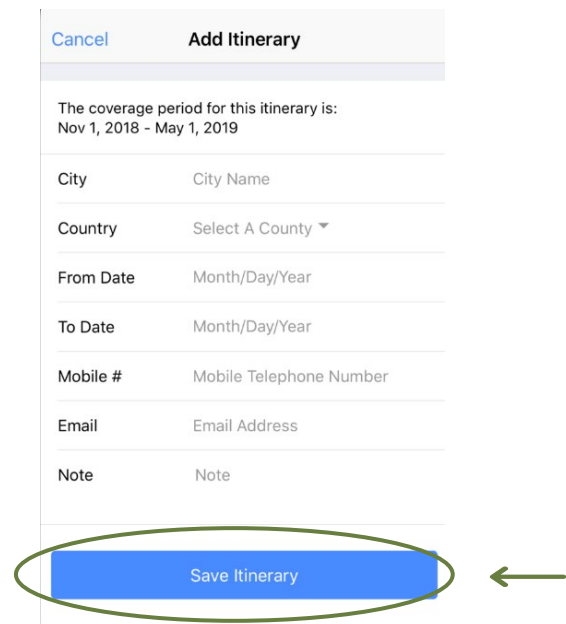 Cancel Add Itinerary
The coverage period for this itinerary is:
Nov 1, 2018 - May 1, 2019
City City Name
Country Select A County
From Date Month/Day/Year
To Date Month/Day/Year
Mobile # Mobile Telephone Number
Email Email Address
Note Note
Save Itinerary